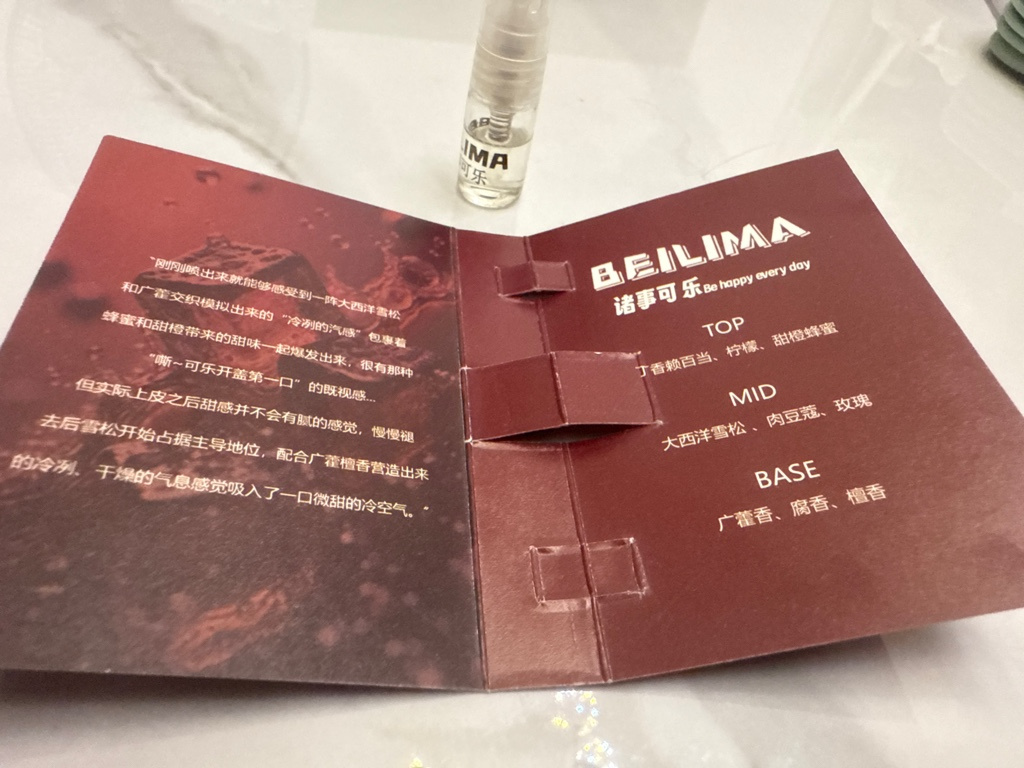 IMA
可乐
"刚刚喷出来就能够感受到一阵大西洋雪松
和广藿交织模拟出来的"冷冽的汽感"包裹着
蜂蜜和甜橙带来的甜味一起爆发出来，很有那种
"嘶~可乐开盖第一口"的既视感...
但实际上皮之后甜感并不会有腻的感觉，慢慢褪
去后雪松开始占据主导地位，配合广藿檀香营造出来
的冷冽、干燥的气息感觉吸入了一口微甜的冷空气。"
BEILIMA
诸事可乐 Be happy every day
TOP
丁香赖百当、柠檬、甜橙蜂蜜
MID
大西洋雪松、肉豆蔻、玫瑰
BASE
广藿香、腐香、檀香